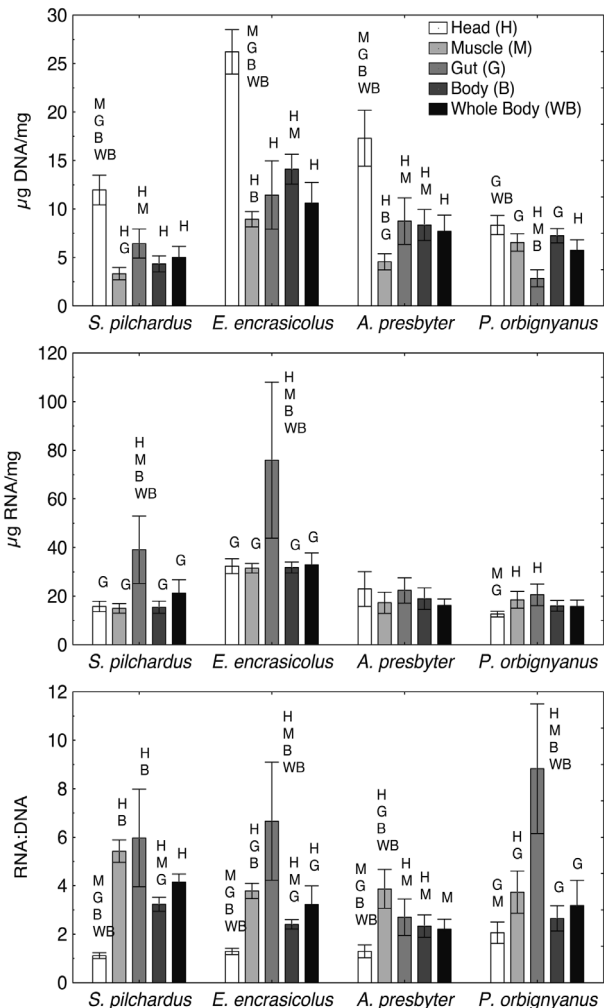 µg DNA/mg
30
25
20
15
10
5
0
Head (H)
Muscle (M)
Gut (G)
Body (B)
Whole Body (WB)
M
G
B
WB
H
G
H
M
H
H
M
G
B
WB
H
B
H
H
M
H
M
G
B
WB
H
B
G
H
M
H
M
H
G
WB
G
H
M
B
G
H
S. pilchardus
E. encrasicolus
A. presbyter
P. orbignyanus
µg RNA/mg
120
100
80
60
40
20
0
G
G
H
M
B
WB
G
G
G
G
H
M
B
WB
G
G
M
G
H
H
S. pilchardus
E. encrasicolus
A. presbyter
P. orbignyanus
RNA:DNA
12
10
8
6
4
2
0
M
G
B
WB
H
B
H
B
H
M
G
H
M
G
B
WB
H
G
B
H
M
B
WB
H
M
G
H
G
M
G
B
WB
H
G
B
WB
H
M
H
M
M
G
M
H
G
H
M
B
WB
G
G
S. pilchardus
E. encrasicolus
A. presbyter
P. orbignyanus